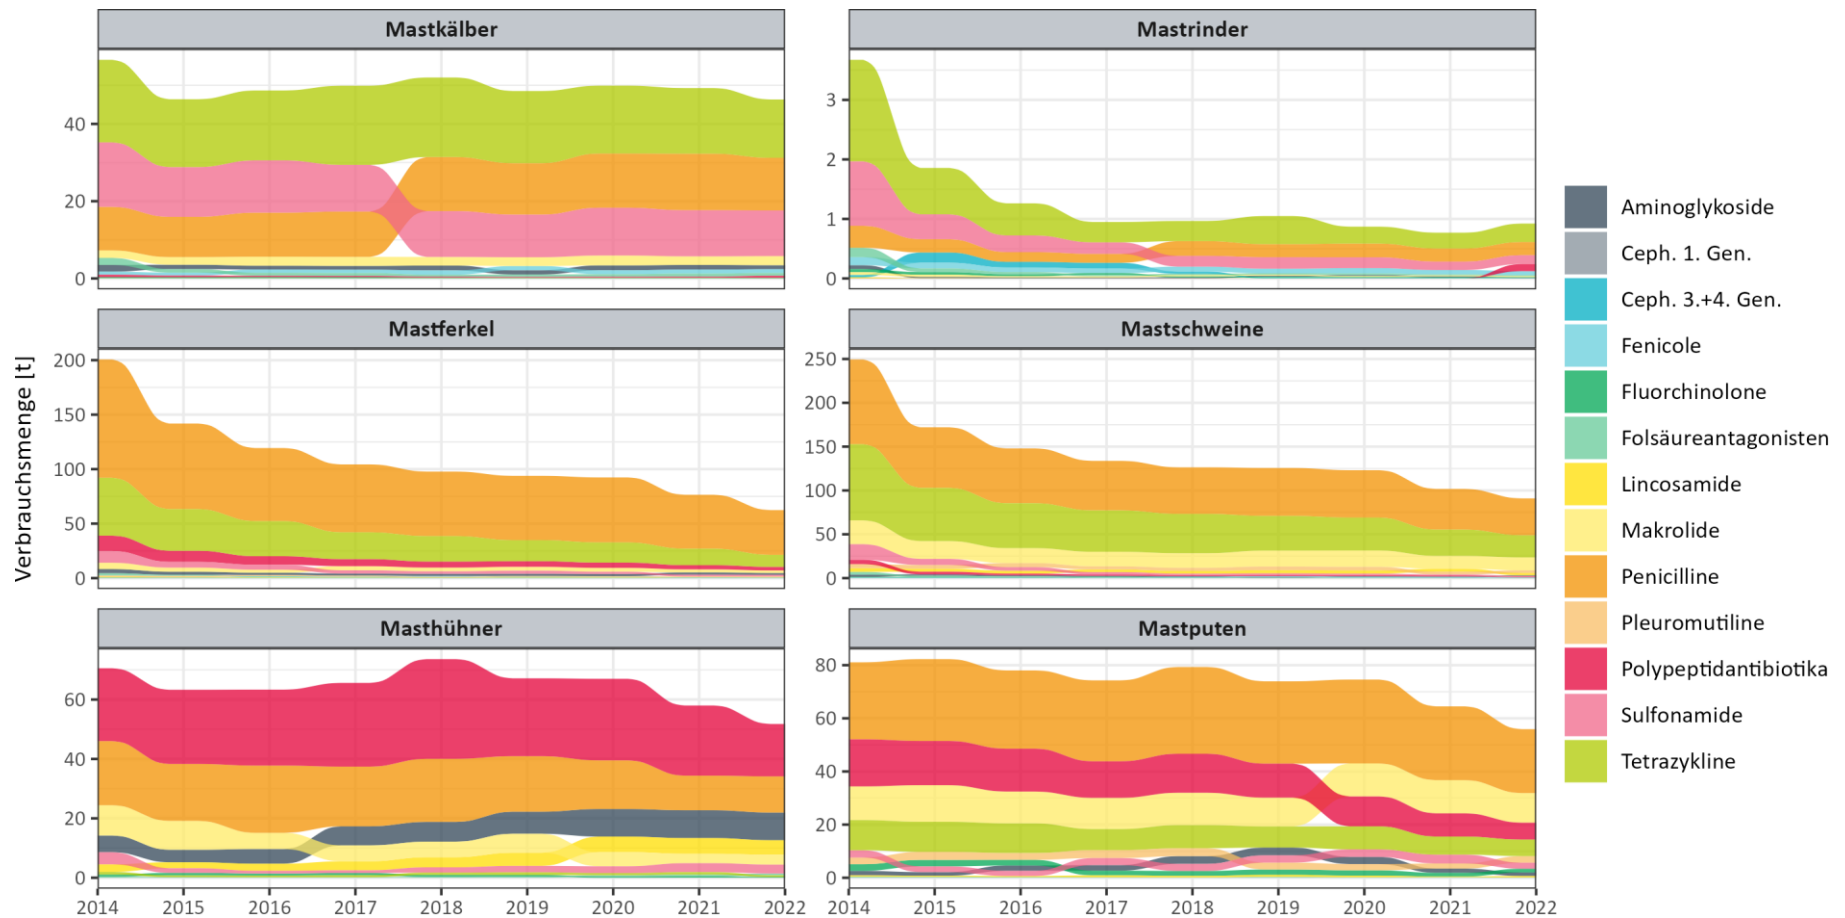 Mastkälber
Mastrinder
40
20
0
3
2
1
0
Mastferkel
Mastschweine
200
150
100
50
0
250
200
150
100
50
0
Masthühner
Mastputen
60
40
20
0
80
60
40
20
0
2014 2015 2016 2017 2018 2019 2020 2021 2022
2014 2015 2016 2017 2018 2019 2020 2021 2022
Verbrauchsmenge [t]
Aminoglykoside
Ceph. 1. Gen.
Ceph. 3.+4. Gen.
Fenicole
Fluorchinolone
Folsäureantagonisten
Lincosamide
Makrolide
Penicilline
Pleuromutiline
Polypeptidantibiotika
Sulfonamide
Tetrazykline